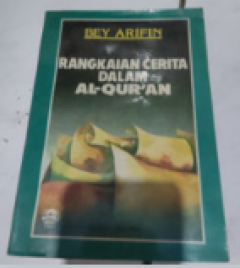 BEY ARIFIN
RANGKAIAN CERITA
DALAM
AL-QUR'AN